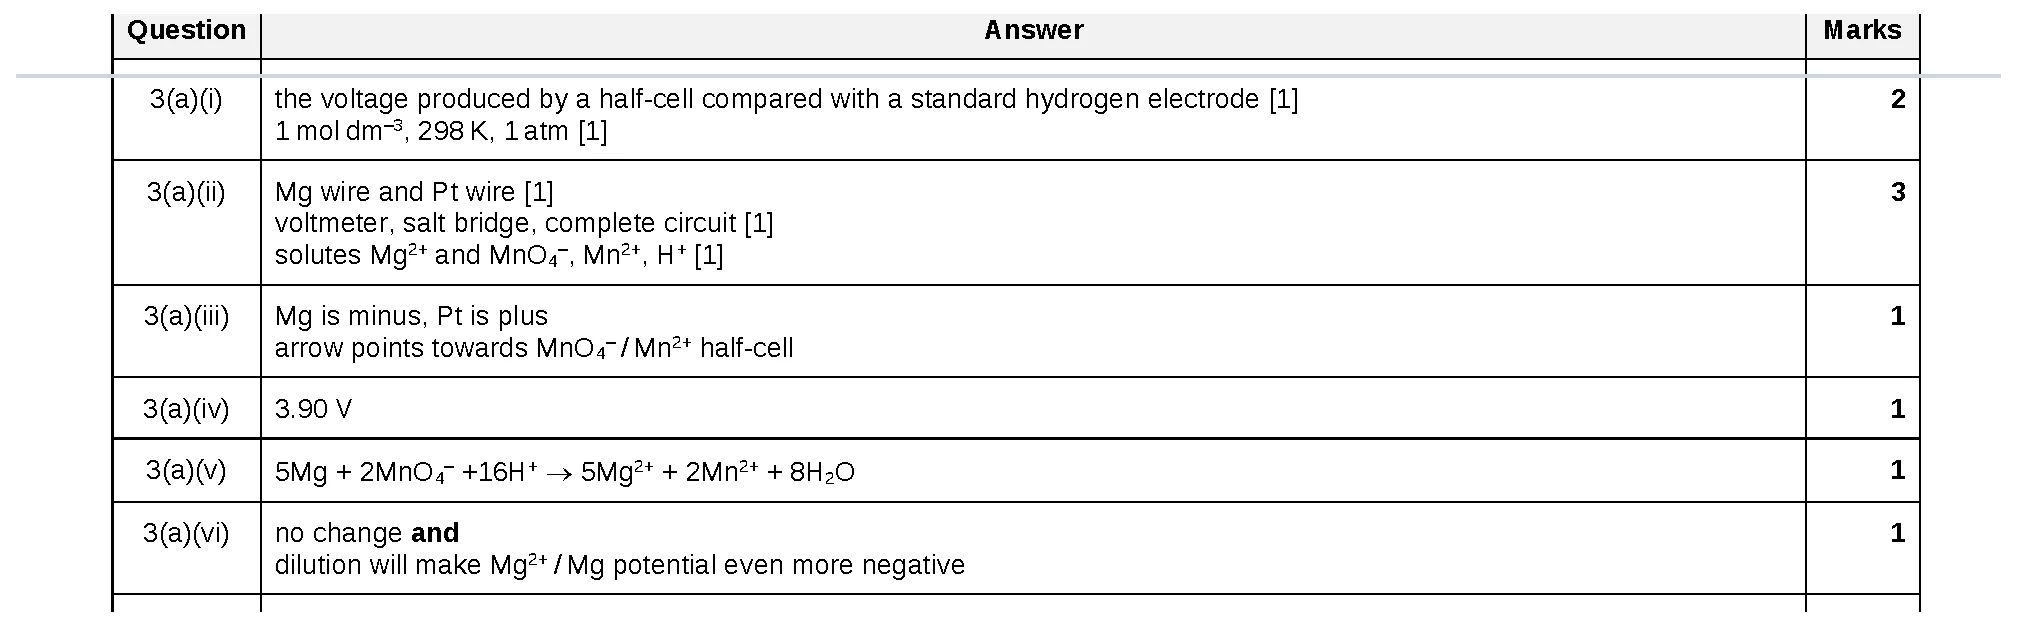 Question Answer Marks
3(a)(i) the voltage produced by a half-cell compared with a standard hydrogen electrode [1] 2
1 mol dm⁻³, 298 K, 1 atm [1]
3(a)(ii) Mg wire and Pt wire [1] 3
voltmeter, salt bridge, complete circuit [1]
solutes Mg²⁺ and MnO₄⁻, Mn²⁺, H⁺ [1]
3(a)(iii) Mg is minus, Pt is plus 1
arrow points towards MnO₄⁻ / Mn²⁺ half-cell
3(a)(iv) 3.90 V 1
3(a)(v) 5Mg + 2MnO₄⁻ +16H⁺ → 5Mg²⁺ + 2Mn²⁺ + 8H₂O 1
3(a)(vi) no change and 1
dilution will make Mg²⁺ / Mg potential even more negative